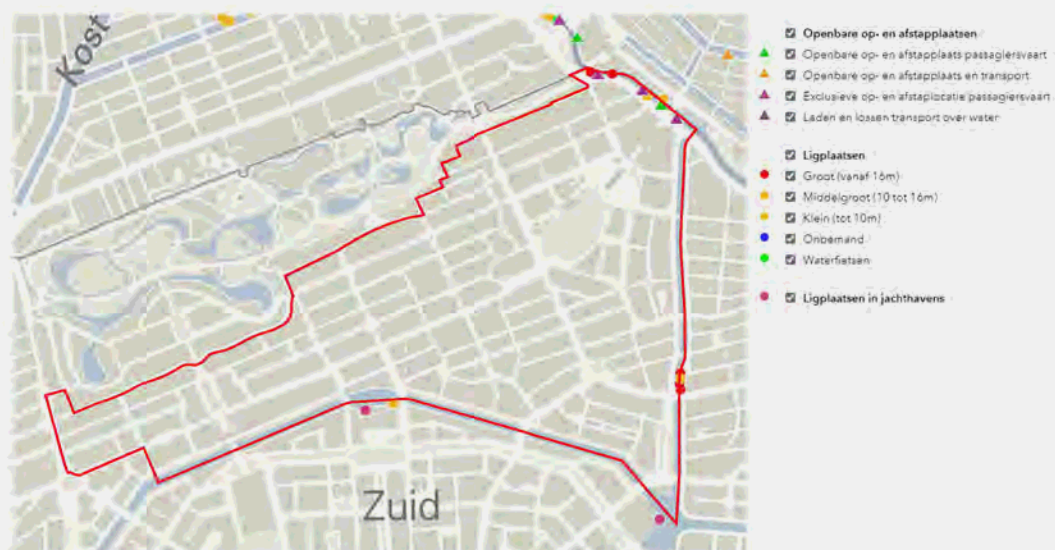 Kost
Zuid
Openbare op- en afstapplaatsen
Openbare op- en afstapplaats passagiersvaart
Openbare op- en afstapplaats en transport
Exclusieve op- en afstaplocatie passagiersvaart
Laden en lossen transport over water
Ligplaatsen
Groot (vanaf 16m)
Middelgroot (10 tot 16m)
Klein (tot 10m)
Onbemand
Waterfietsen
Ligplaatsen in jachthavens